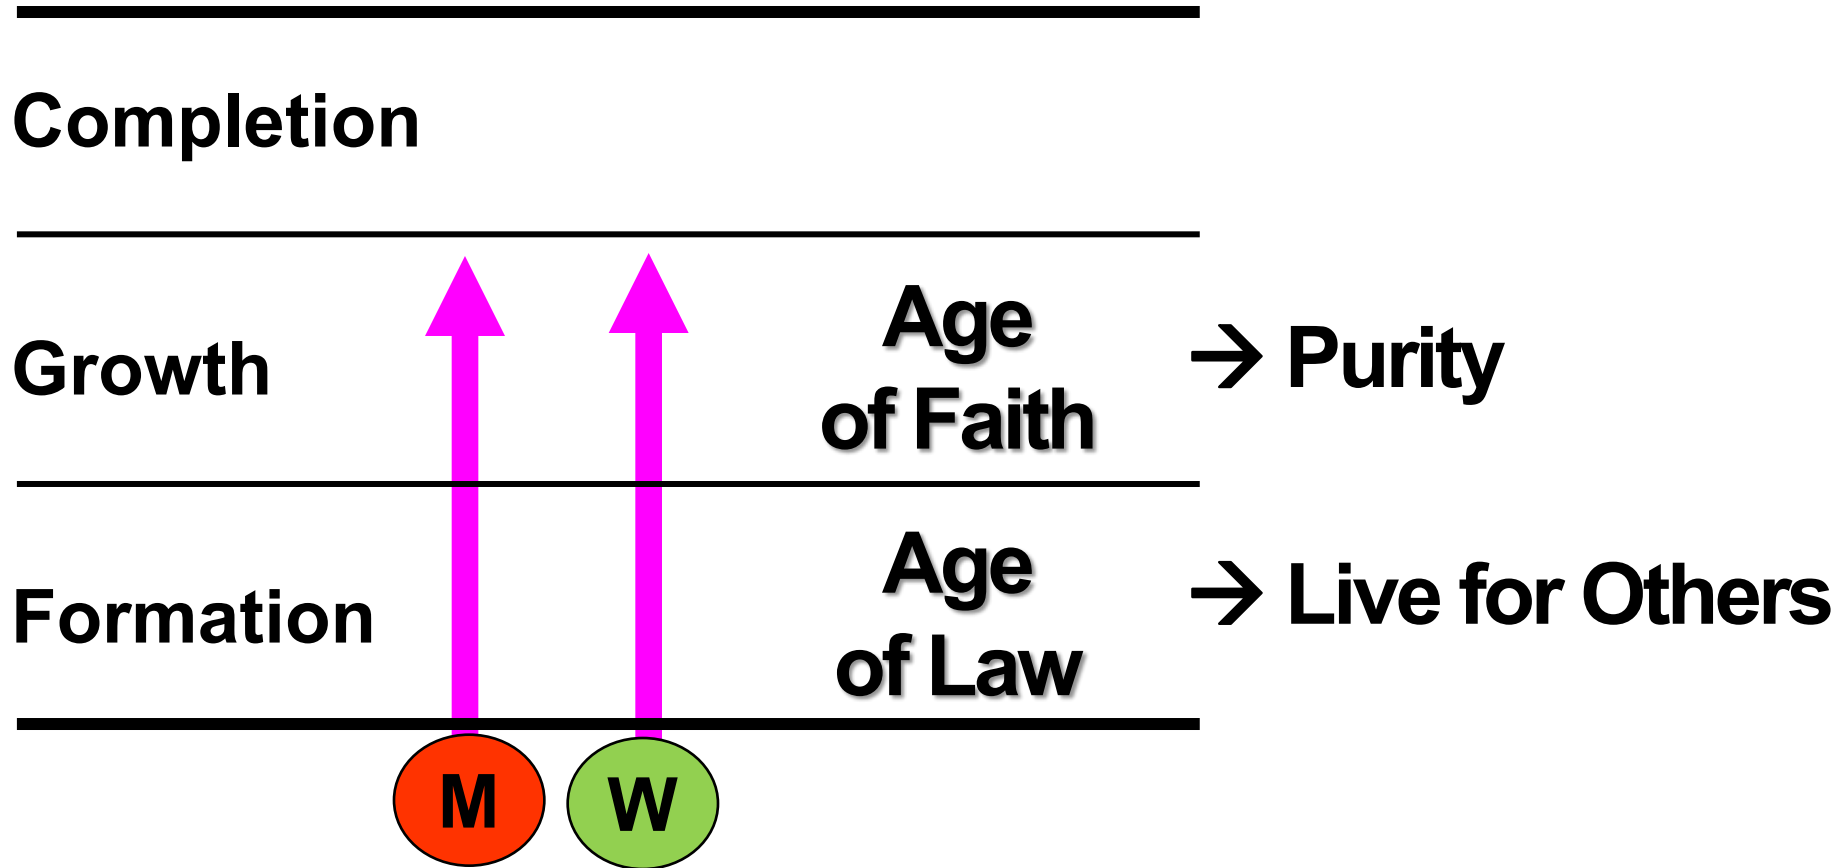 Completion
Growth
Age
of Faith
→ Purity
Formation
Age
of Law
→ Live for Others
M
W